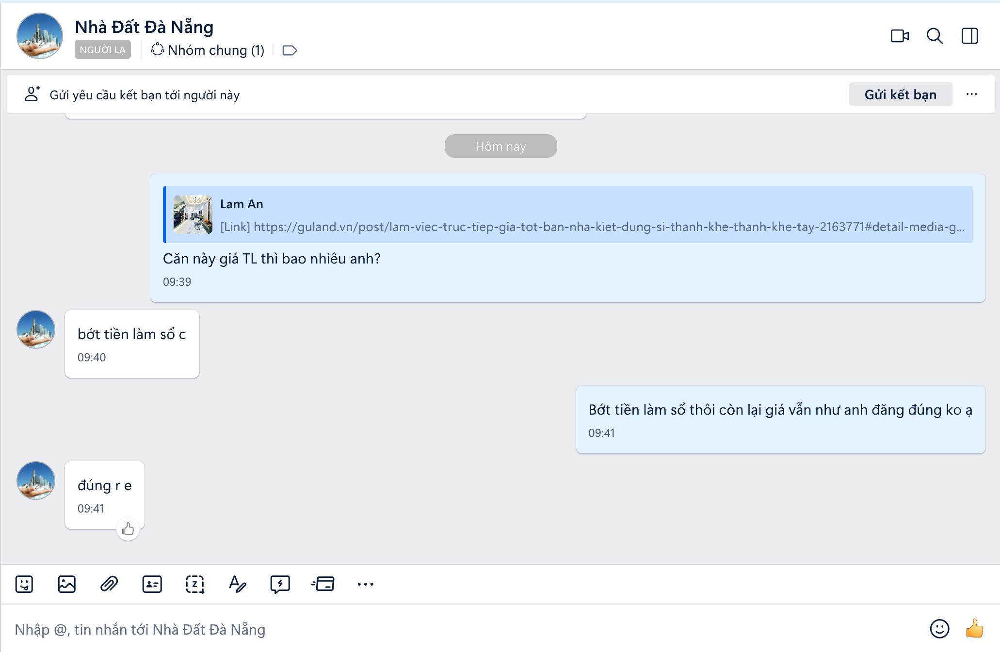 Nhà Đất Đà Nẵng
NGƯỜI LẠ
Nhóm chung (1)
Gửi yêu cầu kết bạn tới người này
Gửi kết bạn
Hôm nay
Lam An
[Link] https://guland.vn/post/lam-viec-truc-tiep-gia-tot-ban-nha-kiet-dung-si-thanh-khe-thanh-khe-tay-2163771#detail-media-g...
Căn này giá TL thì bao nhiêu anh?
09:39
bớt tiền làm sổ c
09:40
Bớt tiền làm sổ thôi còn lại giá vẫn như anh đăng đúng ko ạ
09:41
đúng r e
09:41
Nhập @, tin nhắn tới Nhà Đất Đà Nẵng